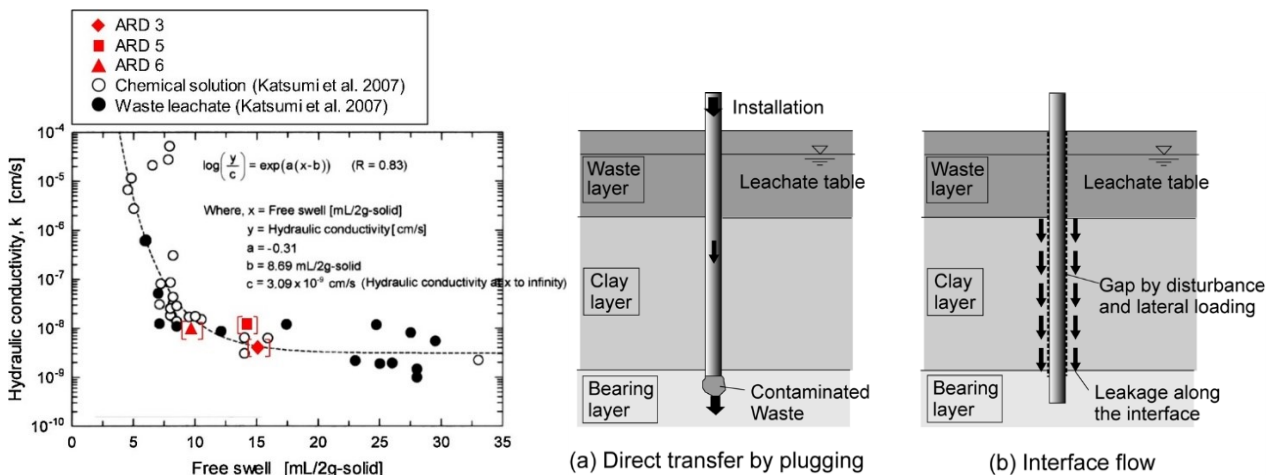 ARD 3
ARD 5
ARD 6
Chemical solution (Katsumi et al. 2007)
Waste leachate (Katsumi et al. 2007)
Hydraulic conductivity, k [cm/s]
10⁻⁴
10⁻⁵
10⁻⁶
10⁻⁷
10⁻⁸
10⁻⁹
10⁻¹⁰
log(y/c) = exp(a(x-b)) (R = 0.83)
Where, x = Free swell [mL/2g-solid]
y = Hydraulic conductivity [cm/s]
a = -0.31
b = 8.69 mL/2g-solid
c = 3.09 x 10⁻⁹ cm/s (Hydraulic conductivity at x to infinity)
0 5 10 15 20 25 30 35
Free swell [mL/2g-solid]
Installation
Waste
layer
Leachate table
Clay
layer
Bearing
layer
Contaminated
Waste
(a) Direct transfer by plugging
Waste
layer
Leachate table
Clay
layer
Gap by disturbance
and lateral loading
Bearing
layer
Leakage along
the interface
(b) Interface flow